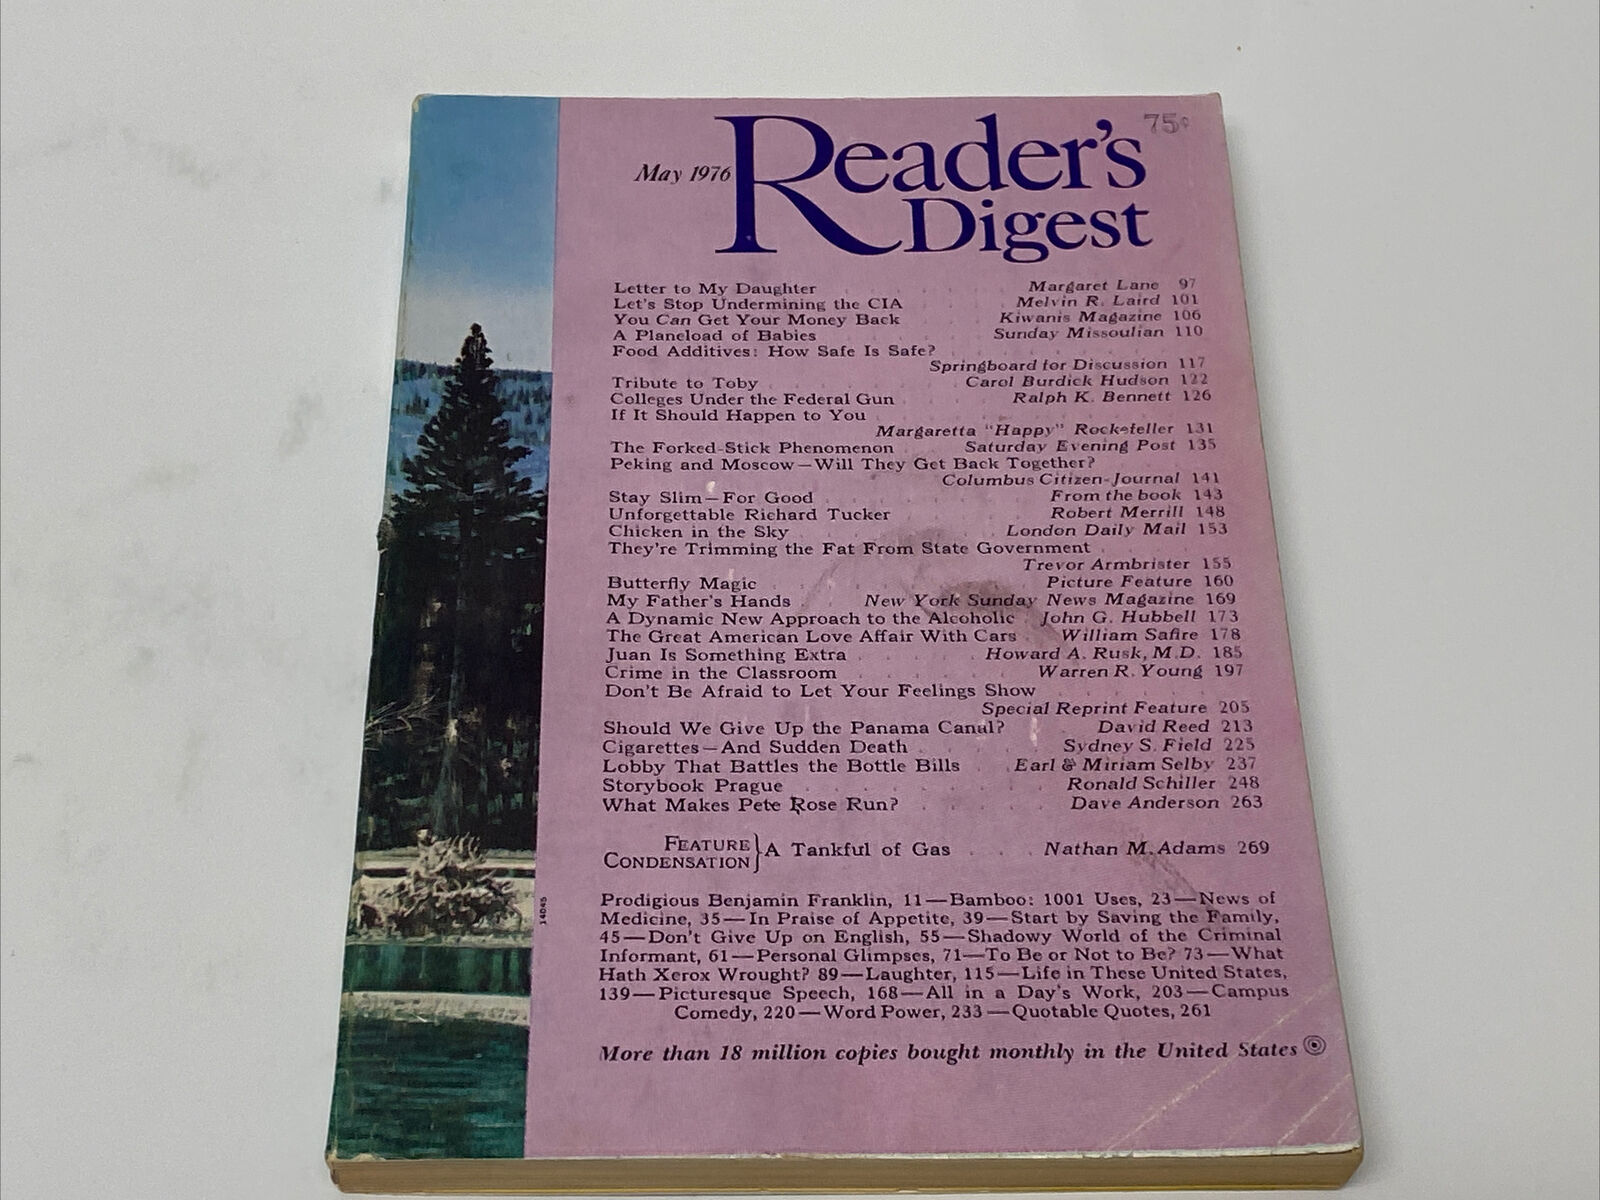 75¢
May 1976
Reader's
Digest
Letter to My Daughter . . . . . Margaret Lane 97
Let's Stop Undermining the CIA . . . . Melvin R. Laird 101
You Can Get Your Money Back . . . . Kiwanis Magazine 106
A Planeload of Babies . . . . . Sunday Missoulian 110
Food Additives: How Safe Is Safe? . . . . .
Springboard for Discussion 117
Tribute to Toby . . . . . Carol Burdick Hudson 122
Colleges Under the Federal Gun . . . . Ralph K. Bennett 126
If It Should Happen to You . . . . .
Margaretta "Happy" Rockefeller 131
The Forked-Stick Phenomenon . . Saturday Evening Post 135
Peking and Moscow—Will They Get Back Together?
Columbus Citizen-Journal 141
Stay Slim—For Good . . . . . From the book 143
Unforgettable Richard Tucker . . . . Robert Merrill 148
Chicken in the Sky . . . . . London Daily Mail 153
They're Trimming the Fat From State Government . . .
Trevor Armbrister 155
Butterfly Magic . . . . . Picture Feature 160
My Father's Hands . . New York Sunday News Magazine 169
A Dynamic New Approach to the Alcoholic . John G. Hubbell 173
The Great American Love Affair With Cars . William Safire 178
Juan Is Something Extra . . . . Howard A. Rusk, M.D. 185
Crime in the Classroom . . . . . Warren R. Young 197
Don't Be Afraid to Let Your Feelings Show . . . .
Special Reprint Feature 205
Should We Give Up the Panama Canal? . . David Reed 213
Cigarettes—And Sudden Death . . . . Sydney S. Field 225
Lobby That Battles the Bottle Bills . . Earl & Miriam Selby 237
Storybook Prague . . . . . Ronald Schiller 248
What Makes Pete Rose Run? . . . . Dave Anderson 263
FEATURE
CONDENSATION } A Tankful of Gas . . . . Nathan M. Adams 269
Prodigious Benjamin Franklin, 11—Bamboo: 1001 Uses, 23—News of
Medicine, 35—In Praise of Appetite, 39—Start by Saving the Family,
45—Don't Give Up on English, 55—Shadowy World of the Criminal
Informant, 61—Personal Glimpses, 71—To Be or Not to Be? 73—What
Hath Xerox Wrought? 89—Laughter, 115—Life in These United States,
139—Picturesque Speech, 168—All in a Day's Work, 203—Campus
Comedy, 220—Word Power, 233—Quotable Quotes, 261
More than 18 million copies bought monthly in the United States
14045